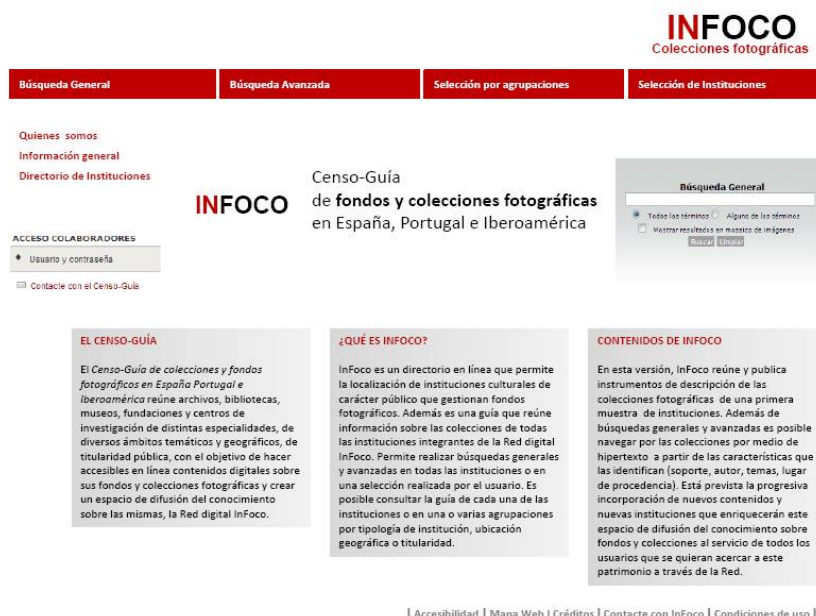 INFOCO
Colecciones fotográficas
Búsqueda General
Búsqueda Avanzada
Selección por agrupaciones
Selección de Instituciones
Quienes somos
Información general
Directorio de Instituciones
ACCESO COLABORADORES
Usuario y contraseña
Contacte con el Censo-Guía
INFOCO
Censo-Guía
de fondos y colecciones fotográficas
en España, Portugal e Iberoamérica
Búsqueda General
Todos los términos Alguno de los términos
Mostrar resultados en mosaico de imágenes
Buscar Limpiar
EL CENSO-GUÍA
El Censo-Guía de colecciones y fondos
fotográficos en España Portugal e
Iberoamérica reúne archivos, bibliotecas,
museos, fundaciones y centros de
investigación de distintas especialidades, de
diversos ámbitos temáticos y geográficos, de
titularidad pública, con el objetivo de hacer
accesibles en línea contenidos digitales sobre
sus fondos y colecciones fotográficas y crear
un espacio de difusión del conocimiento
sobre las mismas, la Red digital InFoco.
¿QUÉ ES INFOCO?
InFoco es un directorio en línea que permite
la localización de instituciones culturales de
carácter público que gestionan fondos
fotográficos. Además es una guía que reúne
información sobre las colecciones de todas
las instituciones integrantes de la Red digital
InFoco. Permite realizar búsquedas generales
y avanzadas en todas las instituciones o en
una selección realizada por el usuario. Es
posible consultar la guía de cada una de las
instituciones o en una o varias agrupaciones
por tipología de institución, ubicación
geográfica o titularidad.
CONTENIDOS DE INFOCO
En esta versión, InFoco reúne y publica
instrumentos de descripción de las
colecciones fotográficas de una primera
muestra de instituciones. Además de
búsquedas generales y avanzadas es posible
navegar por las colecciones por medio de
hipertexto a partir de las características que
las identifican (soporte, autor, temas, lugar
de procedencia). Está prevista la progresiva
incorporación de nuevos contenidos y
nuevas instituciones que enriquecerán este
espacio de difusión del conocimiento sobre
fondos y colecciones al servicio de todos los
usuarios que se quieran acercar a este
patrimonio a través de la Red.
| Accesibilidad | Mapa Web | Créditos | Contacte con InFoco | Condiciones de uso |